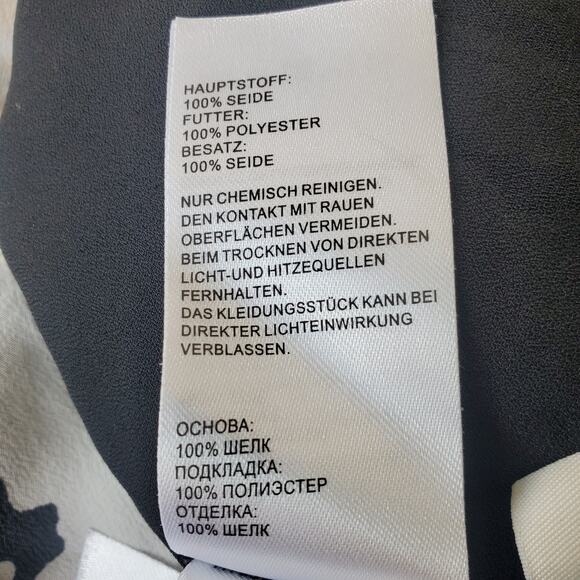 HAUPTSTOFF:
100% SEIDE
FUTTER:
100% POLYESTER
BESATZ:
100% SEIDE
NUR CHEMISCH REINIGEN.
DEN KONTAKT MIT RAUEN
OBERFLÄCHEN VERMEIDEN.
BEIM TROCKNEN VON DIREKTEN
LICHT-UND HITZEQUELLEN
FERNHALTEN.
DAS KLEIDUNGSSTÜCK KANN BEI
DIREKTER LICHTEINWIRKUNG
VERBLASSEN.
ОСНОВА:
100% ШЕЛК
ПОДКЛАДКА:
100% ПОЛИЭСТЕР
ОТДЕЛКА:
100% ШЕЛК